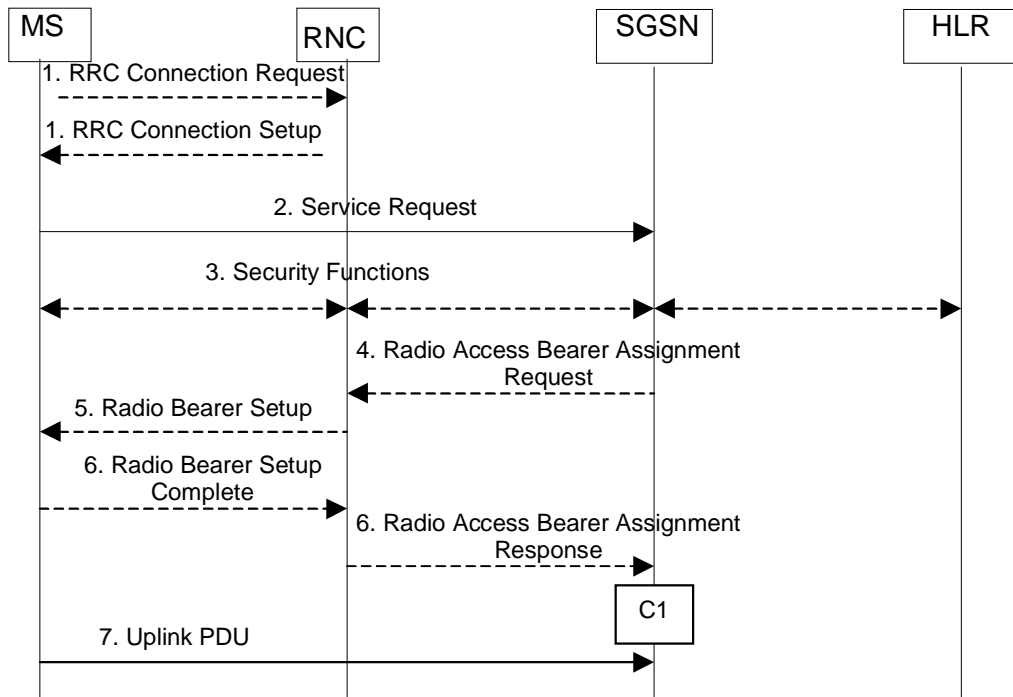 MS
RNC
SGSN
HLR
1. RRC Connection Request
1. RRC Connection Setup
2. Service Request
3. Security Functions
4. Radio Access Bearer Assignment
Request
5. Radio Bearer Setup
6. Radio Bearer Setup
Complete
6. Radio Access Bearer Assignment
Response
C1
7. Uplink PDU